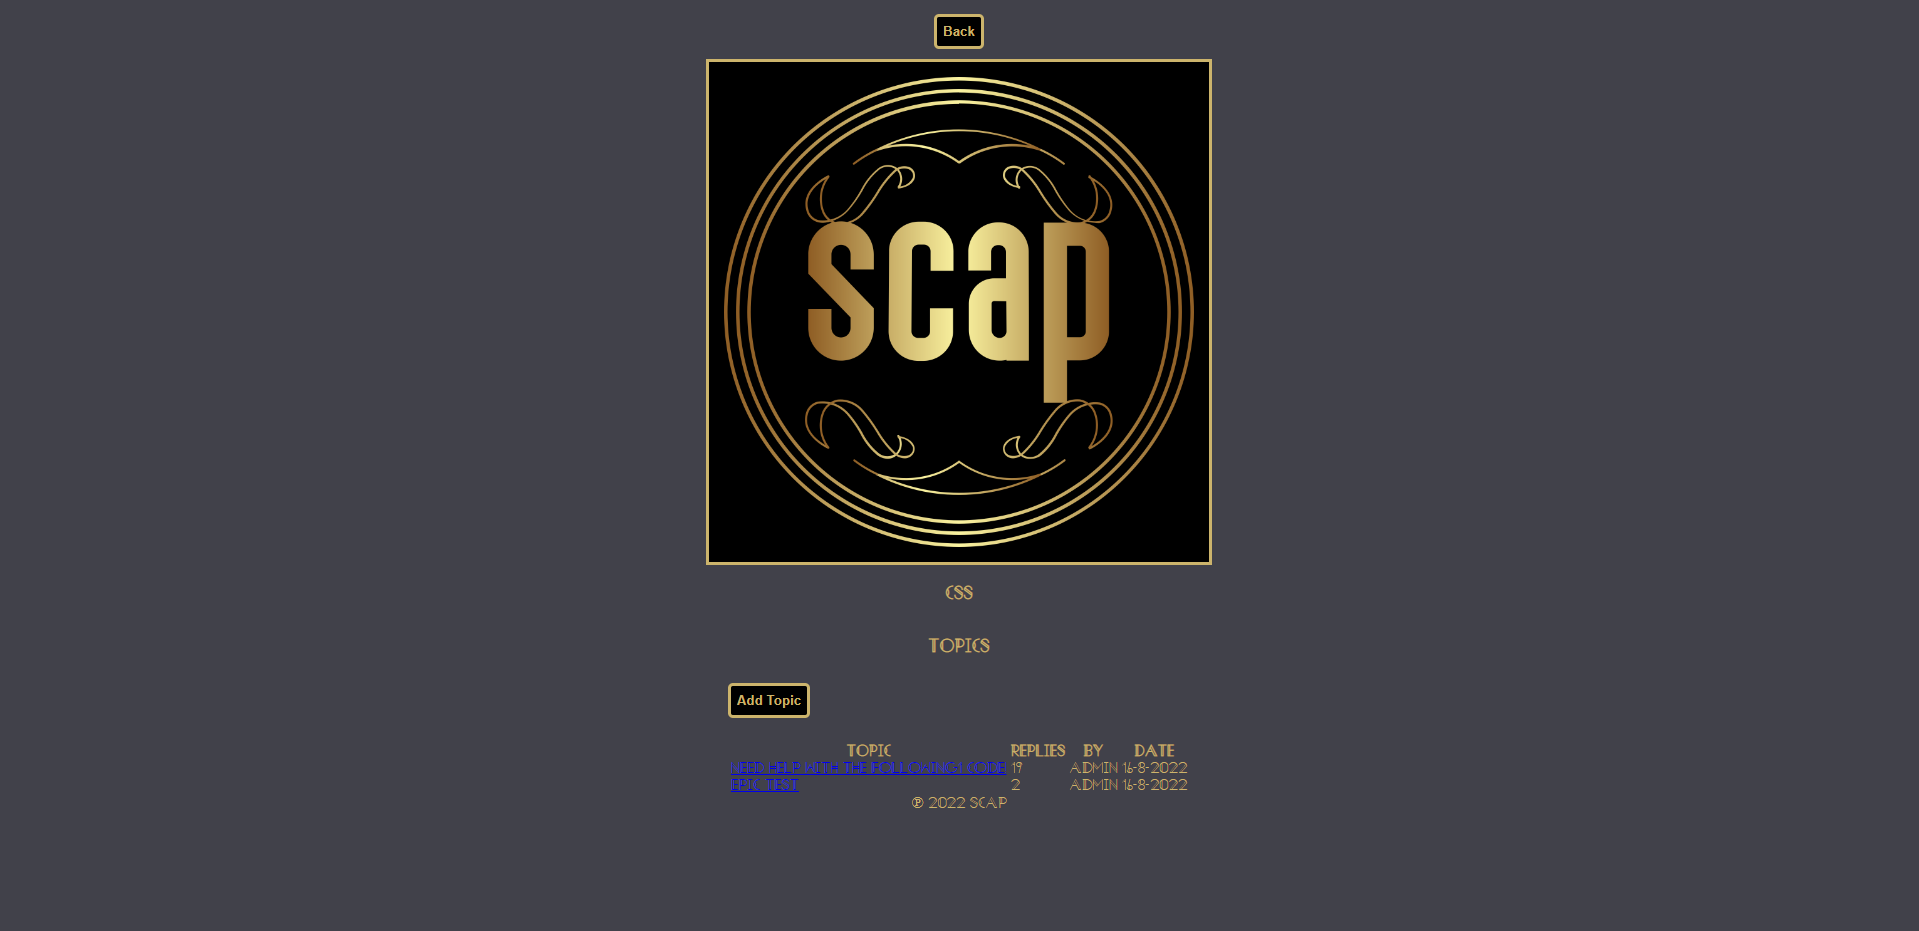 Back
scap
CSS
TOPICS
Add Topic
TOPIC REPLIES BY DATE
NEED HELP WITH THE FOLLOWING CODE 19 ADMIN 16-8-2022
EPIC TEST 2 ADMIN 16-8-2022
℗ 2022 SCAP